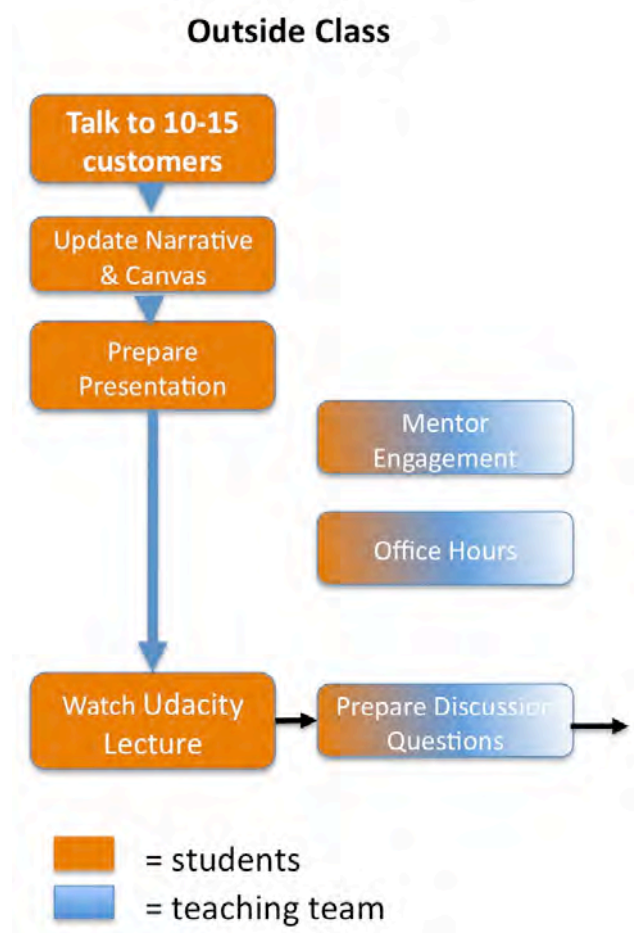 Outside Class
Talk to 10-15
customers
Update Narrative
& Canvas
Prepare
Presentation
Mentor
Engagement
Office Hours
Watch Udacity
Lecture
Prepare Discussion
Questions
= students
= teaching team